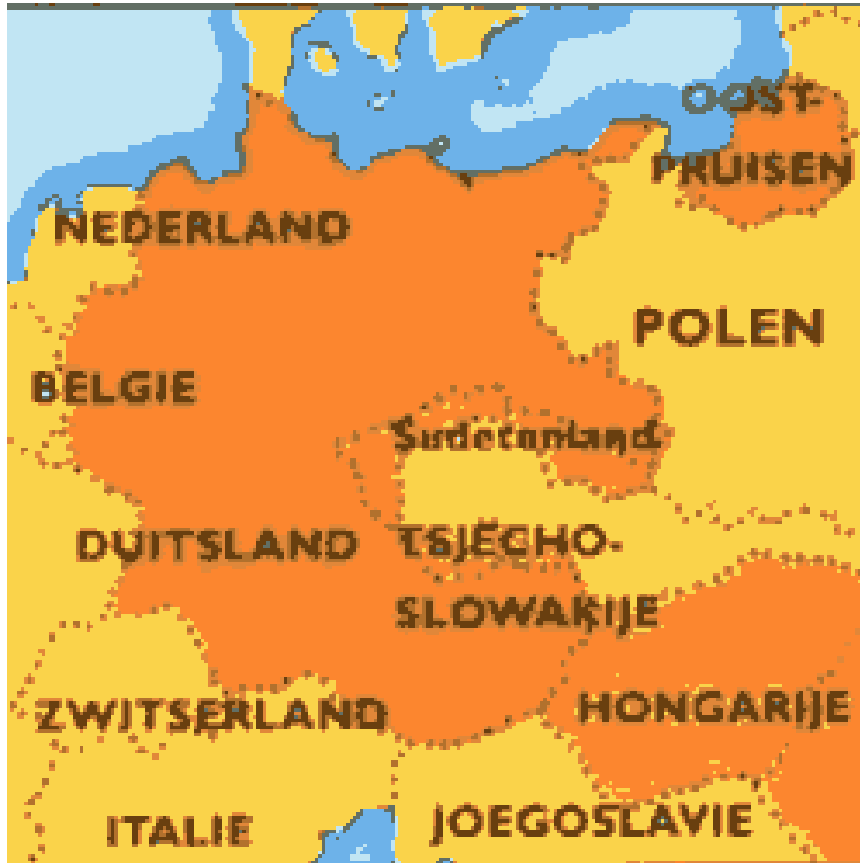 OOST-
PRUISEN
NEDERLAND
POLEN
BELGIE
Sudetenland
DUITSLAND
TSJECHO-
SLOWAKIJE
ZWITSERLAND
HONGARIJE
ITALIE
JOEGOSLAVIE